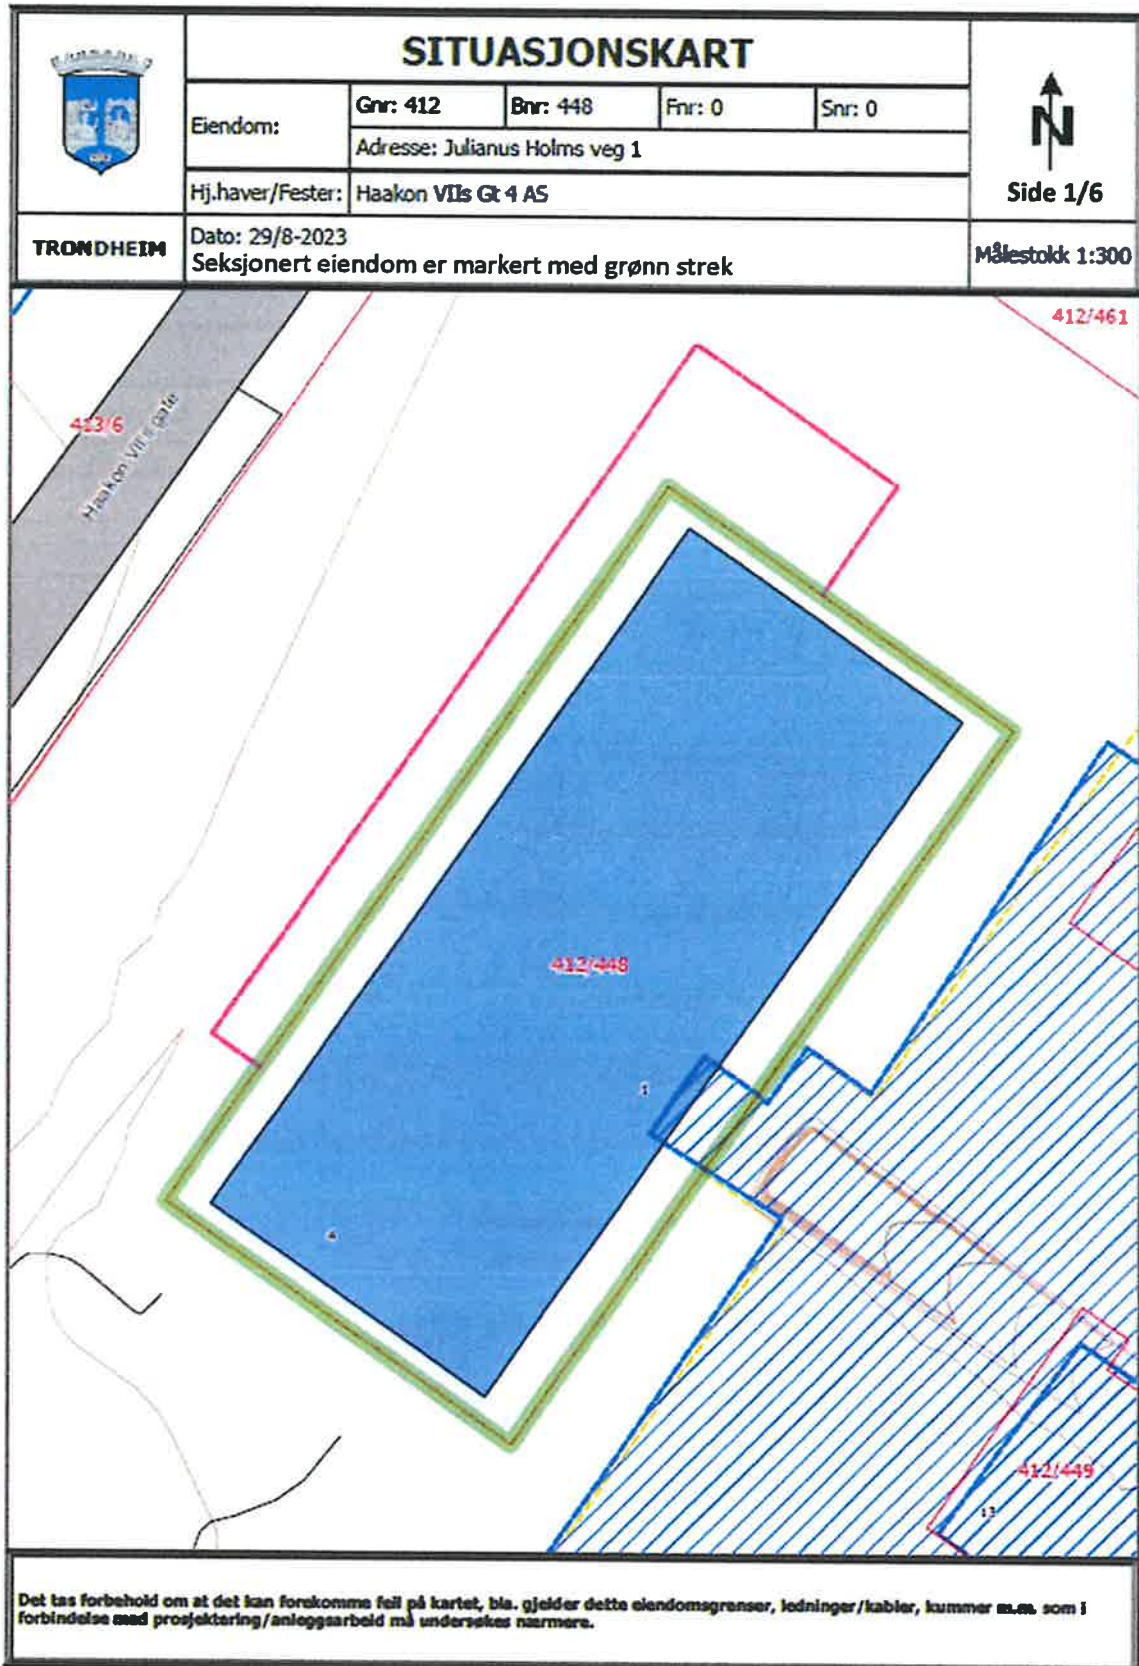 SITUASJONSKART
Eiendom:
Gnr: 412
Bnr: 448
Fnr: 0
Snr: 0
Adresse: Julianus Holms veg 1
Hj.haver/Fester:
Haakon VIIs Gt 4 AS
N
Side 1/6
TRONDHEIM
Dato: 29/8-2023
Seksjonert eiendom er markert med grønn strek
Målestokk 1:300
412/461
413/6
Haakon VII's gate
412/448
1
4
412/449
13
Det tas forbehold om at det kan forekomme feil på kartet, bla. gjelder dette eiendomsgrenser, ledninger/kabler, kummer m.m. som i
forbindelse med prosjektering/anleggsarbeid må undersøkes nærmere.